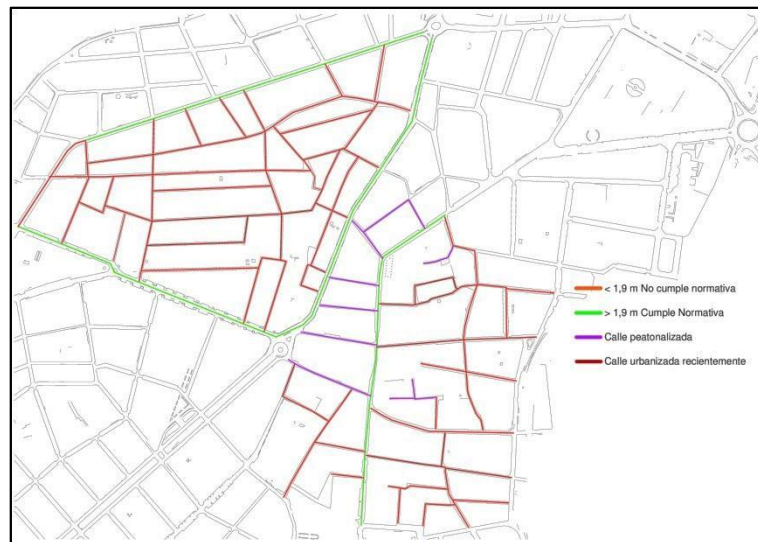 < 1,9 m No cumple normativa
> 1,9 m Cumple Normativa
Calle peatonalizada
Calle urbanizada recientemente